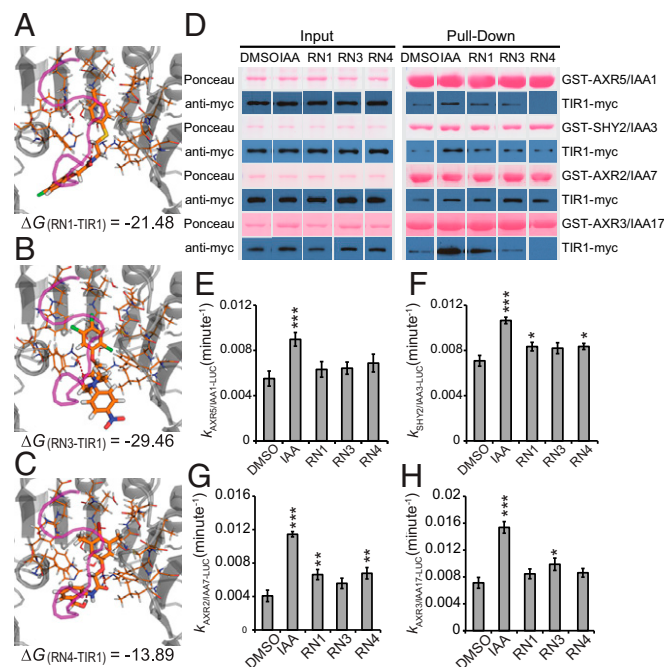 A
ΔG(RN1-TIR1) = -21.48
B
ΔG(RN3-TIR1) = -29.46
C
ΔG(RN4-TIR1) = -13.89
D
Input Pull-Down
DMSO IAA RN1 RN3 RN4 DMSO IAA RN1 RN3 RN4
Ponceau GST-AXR5/IAA1
anti-myc TIR1-myc
Ponceau GST-SHY2/IAA3
anti-myc TIR1-myc
Ponceau GST-AXR2/IAA7
anti-myc TIR1-myc
Ponceau GST-AXR3/IAA17
anti-myc TIR1-myc
E
kAXR5/IAA1-LUC(minute-1)
0.012
0.008
0.004
0
***
DMSO IAA RN1 RN3 RN4
F
kSHY2/IAA3-LUC(minute-1)
0.012
0.008
0.004
0
*** * *
DMSO IAA RN1 RN3 RN4
G
kAXR2/IAA7-LUC(minute-1)
0.016
0.012
0.008
0.004
0
*** ** **
DMSO IAA RN1 RN3 RN4
H
kAXR3/IAA17-LUC(minute-1)
0.02
0.016
0.012
0.008
0.004
0
*** *
DMSO IAA RN1 RN3 RN4